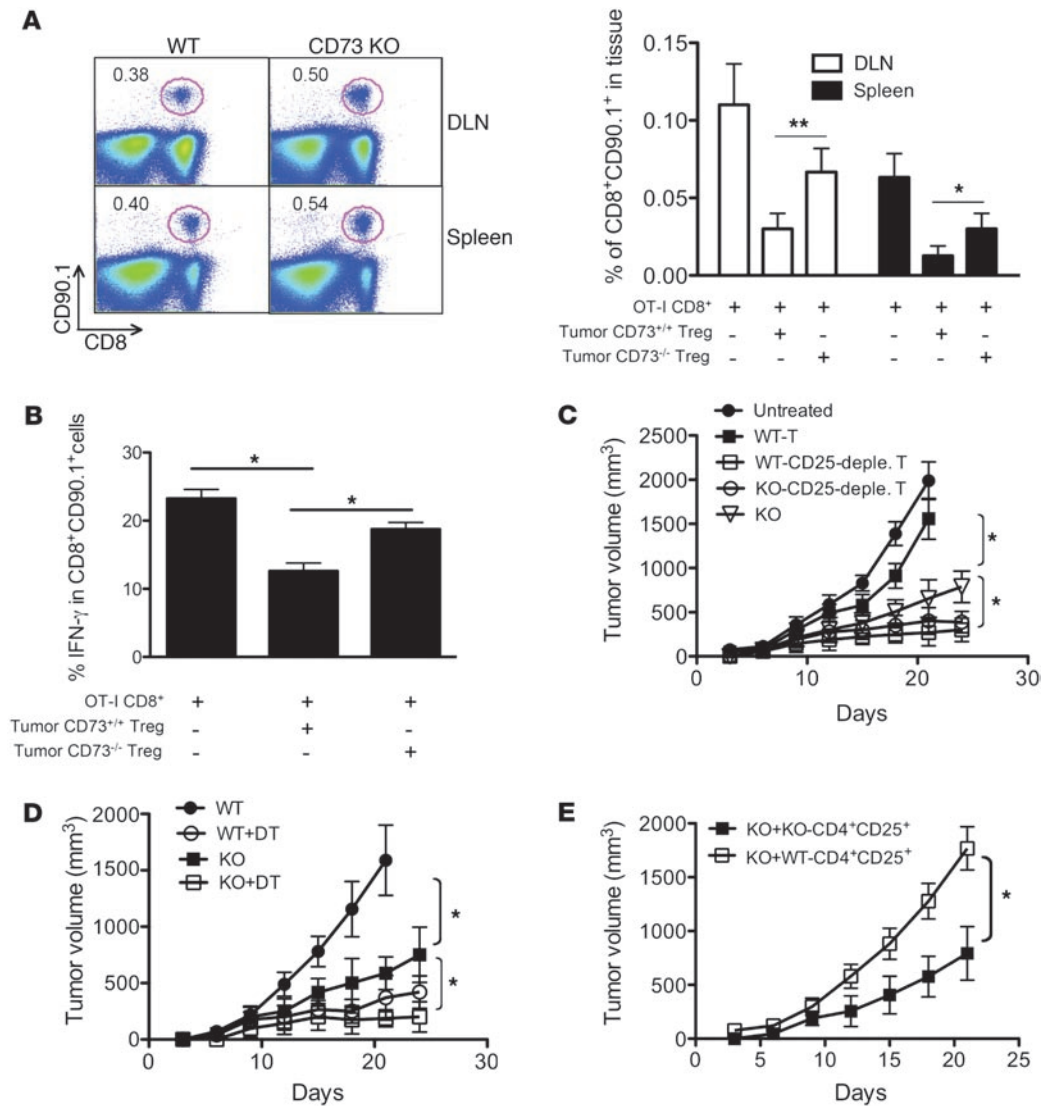 A
WT
CD73 KO
0.38
0.50
DLN
0.40
0.54
Spleen
CD90.1
CD8
% of CD8⁺CD90.1⁺ in tissue
0.15
0.10
0.05
0.00
DLN
Spleen
**
*
OT-I CD8⁺ + + + + + +
Tumor CD73⁺/⁺ Treg - + - - + -
Tumor CD73⁻/⁻ Treg - - + - - +
B
% IFN-γ in CD8⁺CD90.1⁺cells
30
20
10
0
*
*
OT-I CD8⁺ + + +
Tumor CD73⁺/⁺ Treg - + -
Tumor CD73⁻/⁻ Treg - - +
C
Untreated
WT-T
WT-CD25-deple. T
KO-CD25-deple. T
KO
Tumor volume (mm³)
2500
2000
1500
1000
500
0
*
*
0 10 20 30
Days
D
WT
WT+DT
KO
KO+DT
Tumor volume (mm³)
2000
1500
1000
500
0
*
*
0 10 20 30
Days
E
KO+KO-CD4⁺CD25⁺
KO+WT-CD4⁺CD25⁺
Tumor volume (mm³)
2000
1500
1000
500
0
*
0 5 10 15 20 25
Days